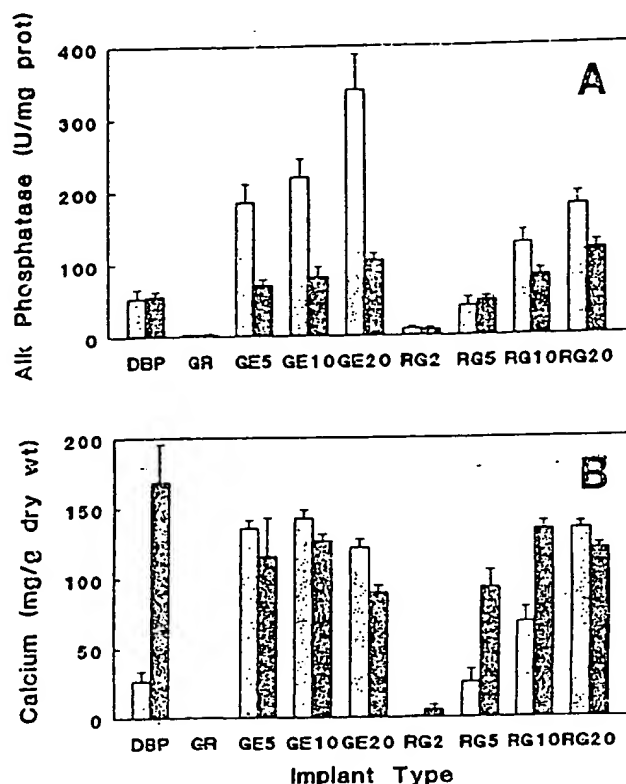 A
Alk Phosphatase (U/mg prot)
400
300
200
100
0
DBP GR GE5 GE10 GE20 RG2 RG5 RG10 RG20
B
Calcium (mg/g dry wt)
200
150
100
50
0
DBP GR GE5 GE10 GE20 RG2 RG5 RG10 RG20
Implant Type